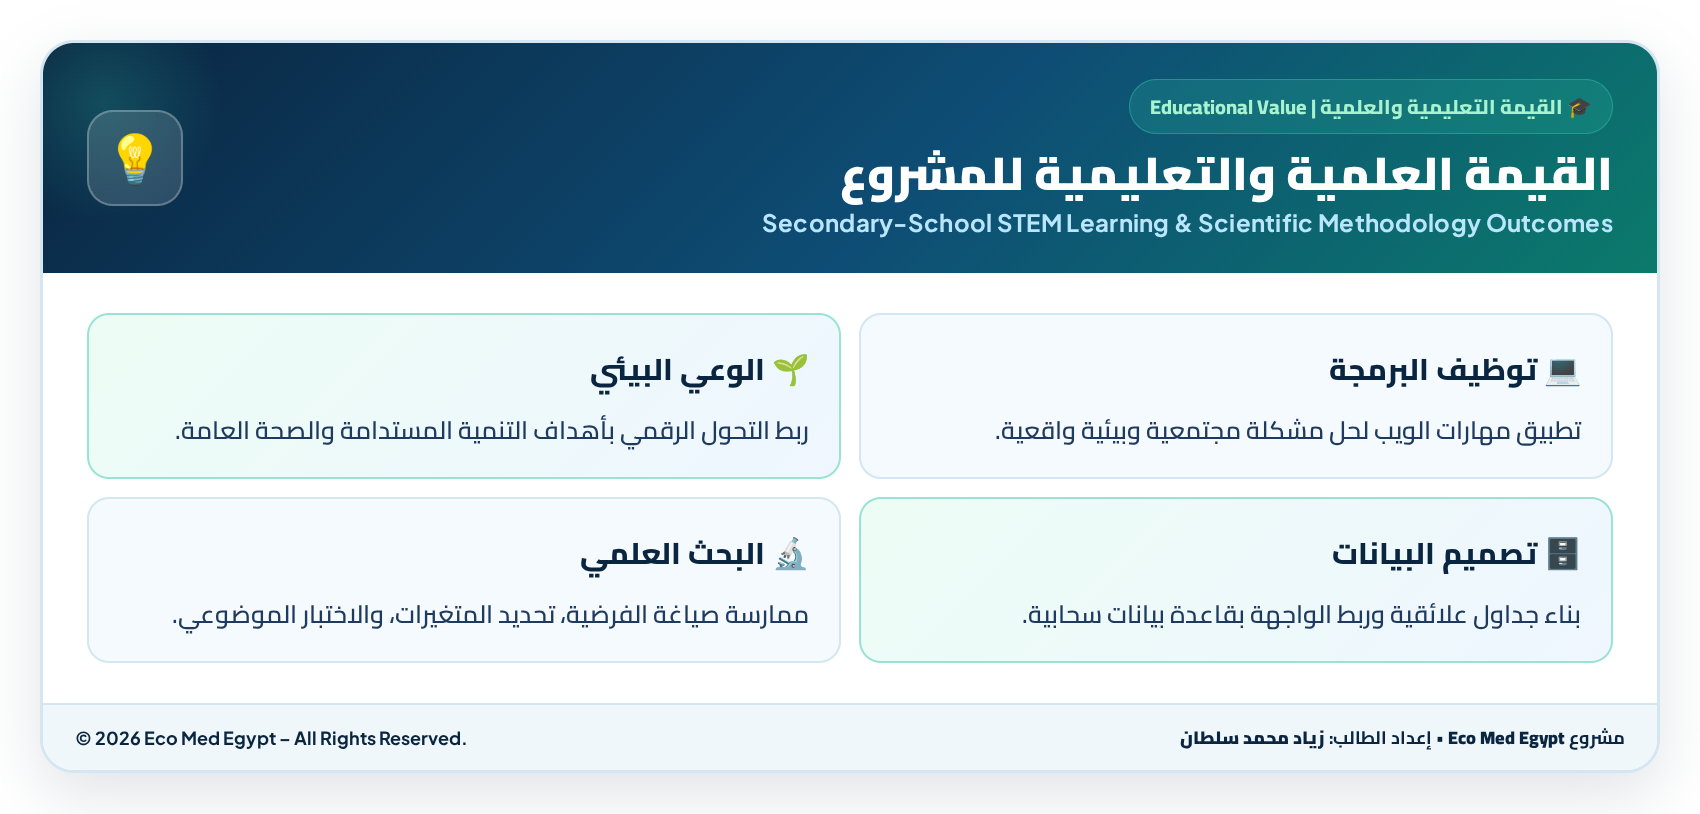 🎓 القيمة التعليمية والعلمية | Educational Value
القيمة العلمية والتعليمية للمشروع
Secondary-School STEM Learning & Scientific Methodology Outcomes
💻 توظيف البرمجة
تطبيق مهارات الويب لحل مشكلة مجتمعية وبيئية واقعية.
🌱 الوعي البيئي
ربط التحول الرقمي بأهداف التنمية المستدامة والصحة العامة.
🗄️ تصميم البيانات
بناء جداول علائقية وربط الواجهة بقاعدة بيانات سحابية.
🔬 البحث العلمي
ممارسة صياغة الفرضية، تحديد المتغيرات، والاختبار الموضوعي.
مشروع Eco Med Egypt • إعداد الطالب: زياد محمد سلطان
© 2026 Eco Med Egypt – All Rights Reserved.